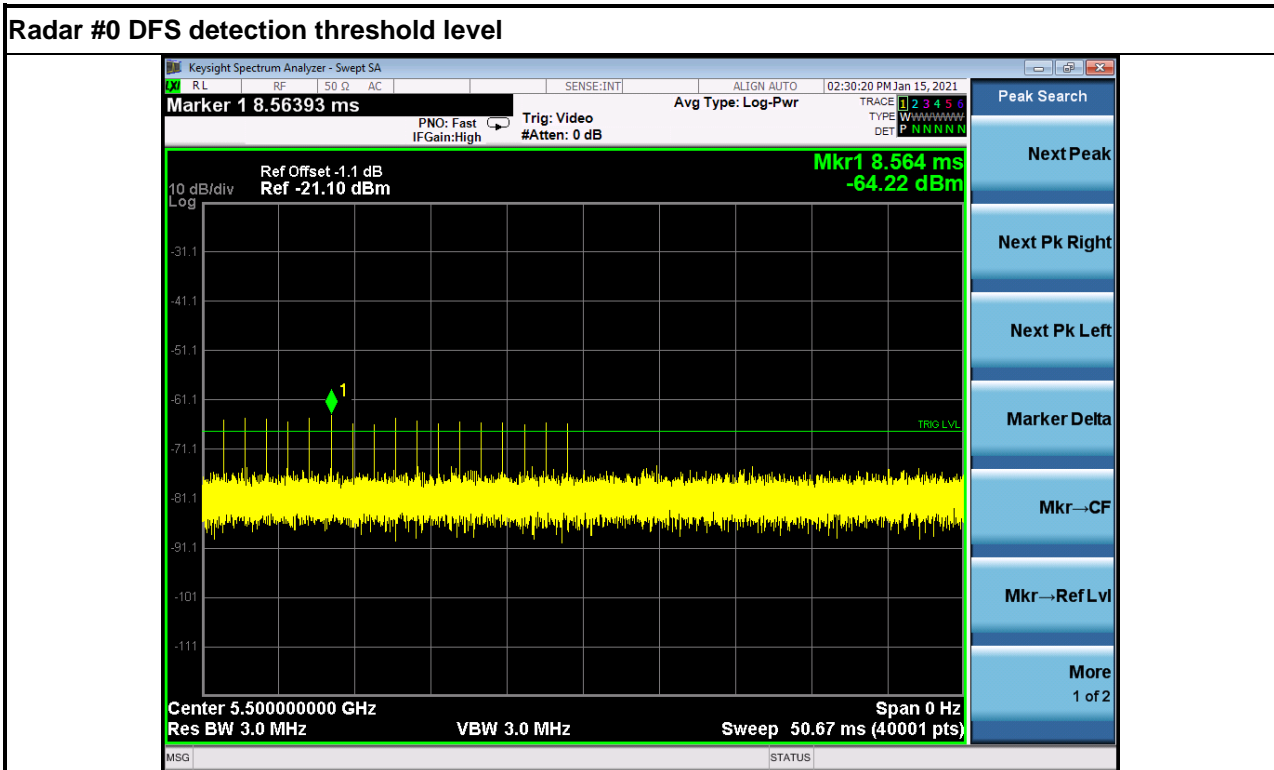 Radar #0 DFS detection threshold level
Keysight Spectrum Analyzer - Swept SA
LXI RL RF 50 Ω AC SENSE:INT ALIGN AUTO 02:30:20 PM Jan 15, 2021
Marker 1 8.56393 ms
PNO: Fast
IFGain:High
Trig: Video
#Atten: 0 dB
Avg Type: Log-Pwr
TRACE 1 2 3 4 5 6
TYPE WWWWWWW
DET P N N N N N
Mkr1 8.564 ms
-64.22 dBm
Ref Offset -1.1 dB
10 dB/div Ref -21.10 dBm
Log
-31.1
-41.1
-51.1
-61.1
-71.1
-81.1
-91.1
-101
-111
1
TRIG LVL
Center 5.500000000 GHz Span 0 Hz
Res BW 3.0 MHz VBW 3.0 MHz Sweep 50.67 ms (40001 pts)
MSG STATUS
Peak Search
Next Peak
Next Pk Right
Next Pk Left
Marker Delta
Mkr→CF
Mkr→Ref Lvl
More
1 of 2